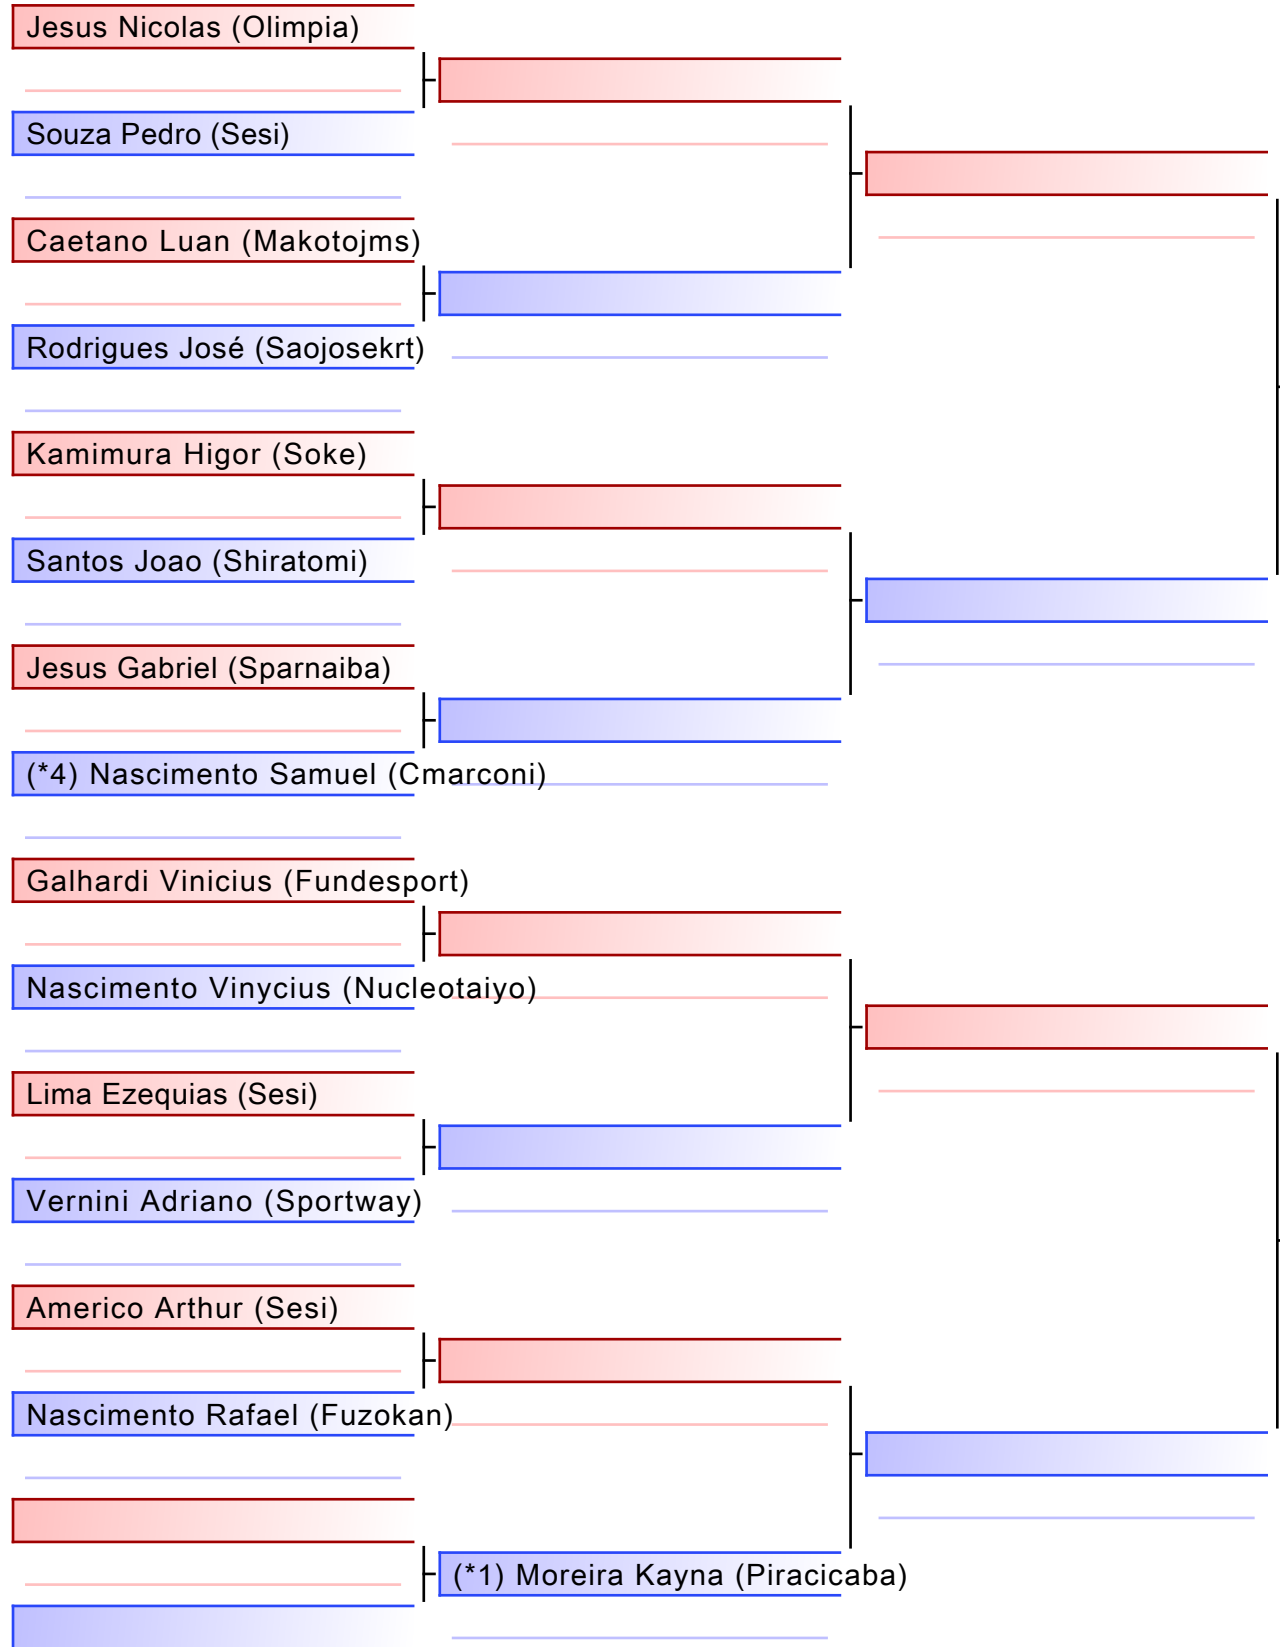 Jesus Nicolas (Olimpia)
Souza Pedro (Sesi)
Caetano Luan (Makotojms)
Rodrigues José (Saojosekrt)
Kamimura Higor (Soke)
Santos Joao (Shiratomi)
Jesus Gabriel (Sparnaiba)
(*4) Nascimento Samuel (Cmarconi)
Galhardi Vinicius (Fundesport)
Nascimento Vinycius (Nucleotaiyo)
Lima Ezequias (Sesi)
Vernini Adriano (Sportway)
Americo Arthur (Sesi)
Nascimento Rafael (Fuzokan)
(*1) Moreira Kayna (Piracicaba)